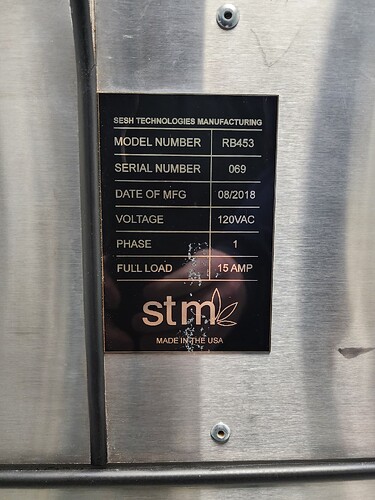 SESH TECHNOLOGIES MANUFACTURING
MODEL NUMBER RB453
SERIAL NUMBER 069
DATE OF MFG 08/2018
VOLTAGE 120VAC
PHASE 1
FULL LOAD 15 AMP
stm
MADE IN THE USA